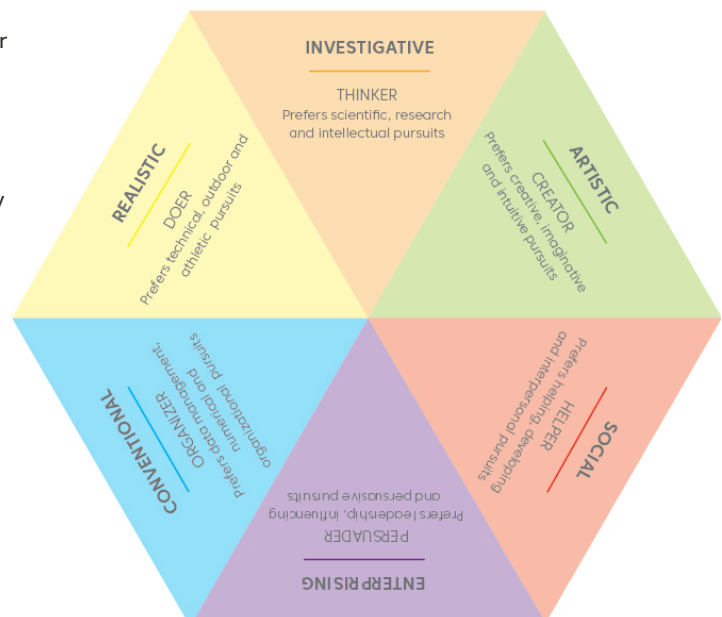 r
y
INVESTIGATIVE
THINKER
Prefers scientific, research
and intellectual pursuits
ARTISTIC
CREATOR
Prefers creative, imaginative
and intuitive pursuits
SOCIAL
HELPER
Prefers helping, developing
and interpersonal pursuits
ENTERPRISING
PERSUADER
Prefers leadership, influencing
and persuasive pursuits
CONVENTIONAL
ORGANIZER
Prefers data management,
numerical and
organizational pursuits
REALISTIC
DOER
Prefers technical, outdoor and
athletic pursuits